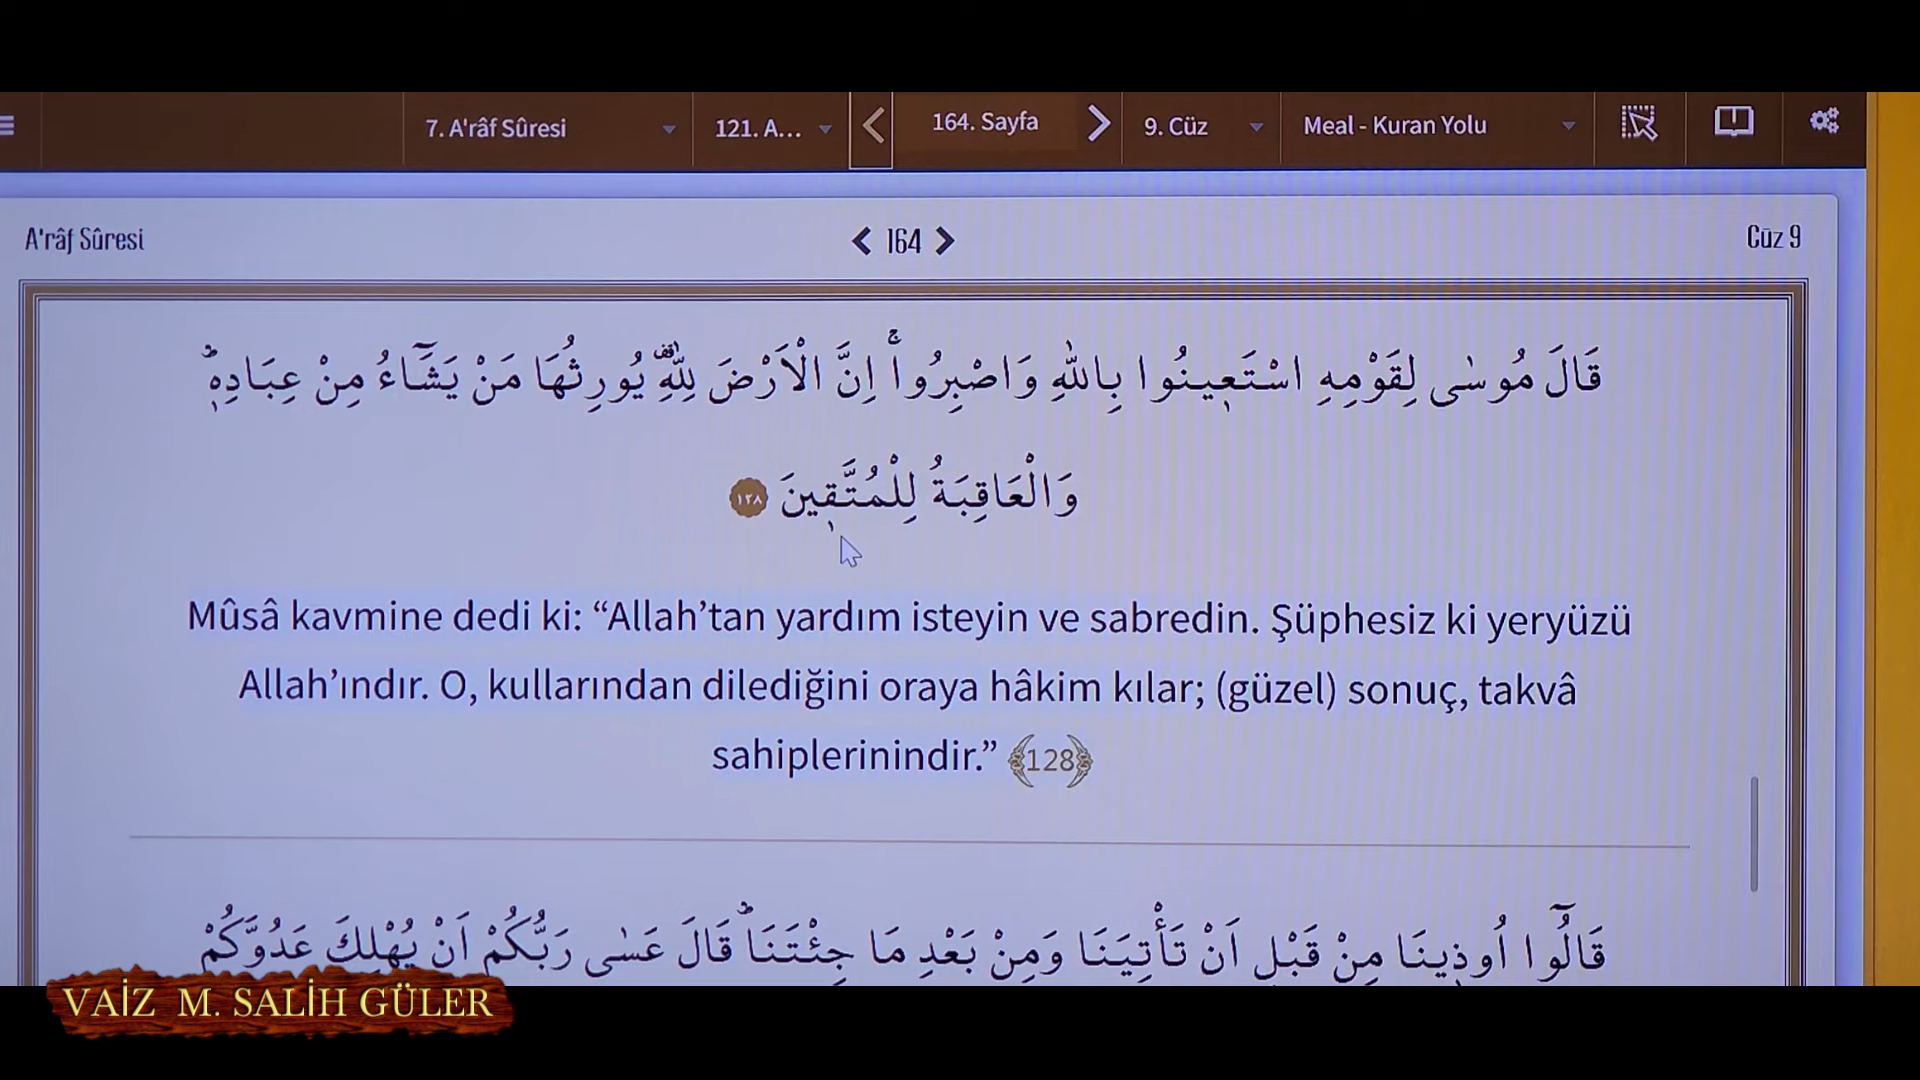 7. A'râf Sûresi
121. A...
164. Sayfa
9. Cüz
Meal - Kuran Yolu
A'râf Sûresi
164
Cüz 9
قَالَ مُوسٰى لِقَوْمِهِ اسْتَعٖينُوا بِاللّٰهِ وَاصْبِرُواۚ اِنَّ الْاَرْضَ لِلّٰهِۙ يُورِثُهَا مَنْ يَشَٓاءُ مِنْ عِبَادِهٖؕ
وَالْعَاقِبَةُ لِلْمُتَّقٖينَ ١٢٨
Mûsâ kavmine dedi ki: “Allah’tan yardım isteyin ve sabredin. Şüphesiz ki yeryüzü
Allah’ındır. O, kullarından dilediğini oraya hâkim kılar; (güzel) sonuç, takvâ
sahiplerinindir.” 128
قَالُٓوا اُوذٖينَا مِنْ قَبْلِ اَنْ تَأْتِيَنَا وَمِنْ بَعْدِ مَا جِئْتَنَاؕ قَالَ عَسٰى رَبُّكُمْ اَنْ يُهْلِكَ عَدُوَّكُمْ
VAİZ M. SALİH GÜLER